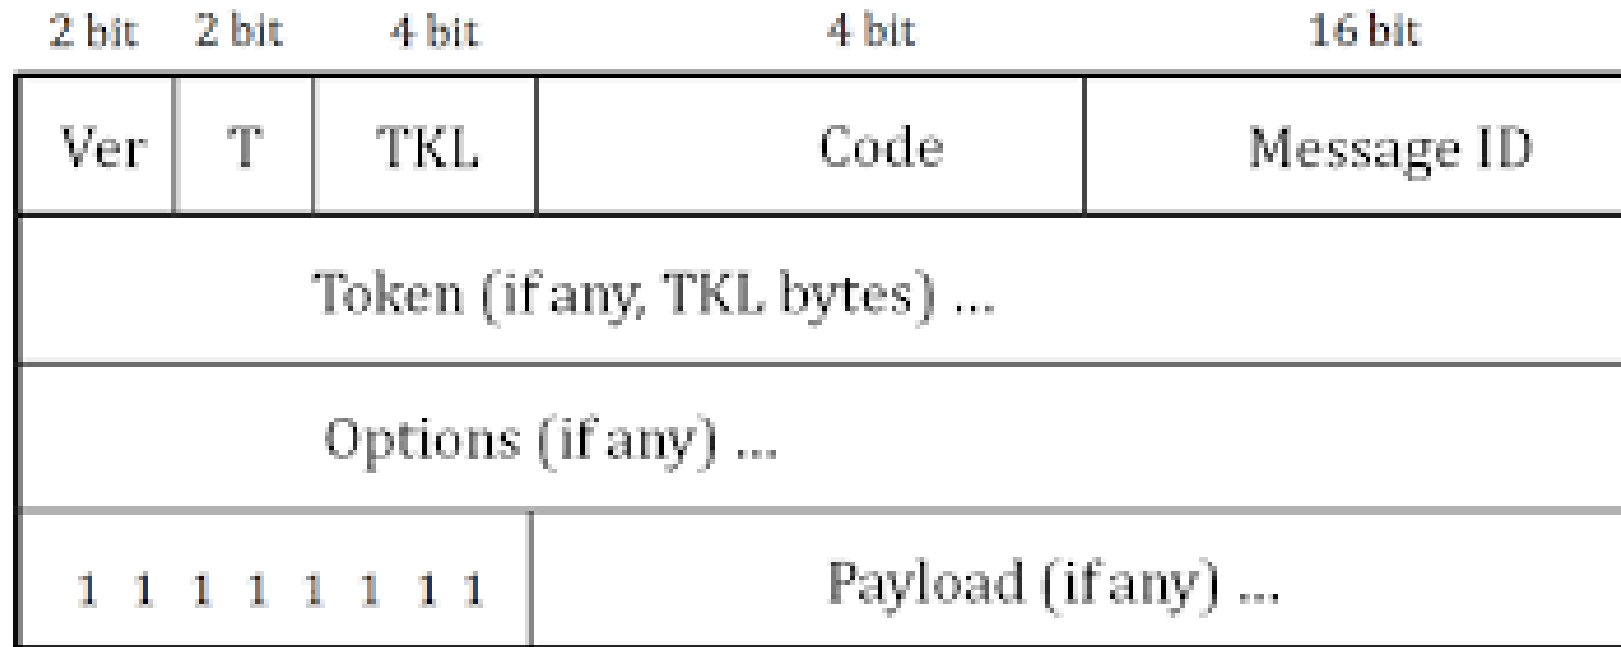 2 bit 2 bit 4 bit 4 bit 16 bit
Ver T TKL Code Message ID
Token (if any, TKL bytes) ...
Options (if any) ...
1 1 1 1 1 1 1 1 Payload (if any) ...